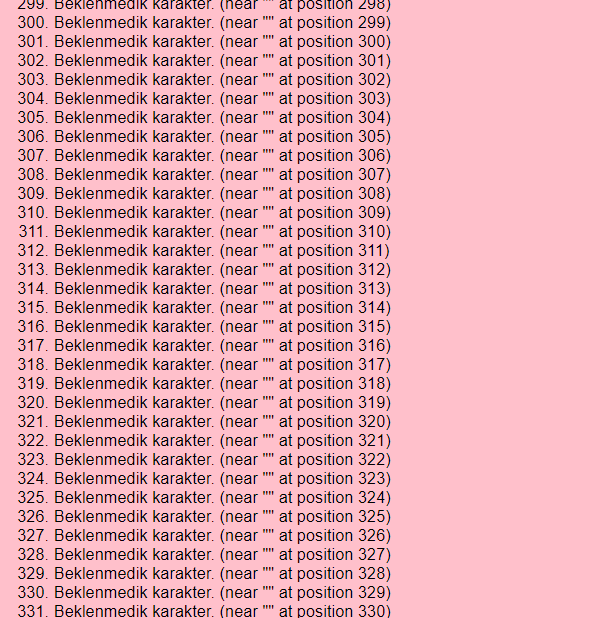 299. Beklenmedik karakter. (near "" at position 298)
300. Beklenmedik karakter. (near "" at position 299)
301. Beklenmedik karakter. (near "" at position 300)
302. Beklenmedik karakter. (near "" at position 301)
303. Beklenmedik karakter. (near "" at position 302)
304. Beklenmedik karakter. (near "" at position 303)
305. Beklenmedik karakter. (near "" at position 304)
306. Beklenmedik karakter. (near "" at position 305)
307. Beklenmedik karakter. (near "" at position 306)
308. Beklenmedik karakter. (near "" at position 307)
309. Beklenmedik karakter. (near "" at position 308)
310. Beklenmedik karakter. (near "" at position 309)
311. Beklenmedik karakter. (near "" at position 310)
312. Beklenmedik karakter. (near "" at position 311)
313. Beklenmedik karakter. (near "" at position 312)
314. Beklenmedik karakter. (near "" at position 313)
315. Beklenmedik karakter. (near "" at position 314)
316. Beklenmedik karakter. (near "" at position 315)
317. Beklenmedik karakter. (near "" at position 316)
318. Beklenmedik karakter. (near "" at position 317)
319. Beklenmedik karakter. (near "" at position 318)
320. Beklenmedik karakter. (near "" at position 319)
321. Beklenmedik karakter. (near "" at position 320)
322. Beklenmedik karakter. (near "" at position 321)
323. Beklenmedik karakter. (near "" at position 322)
324. Beklenmedik karakter. (near "" at position 323)
325. Beklenmedik karakter. (near "" at position 324)
326. Beklenmedik karakter. (near "" at position 325)
327. Beklenmedik karakter. (near "" at position 326)
328. Beklenmedik karakter. (near "" at position 327)
329. Beklenmedik karakter. (near "" at position 328)
330. Beklenmedik karakter. (near "" at position 329)
331. Beklenmedik karakter. (near "" at position 330)